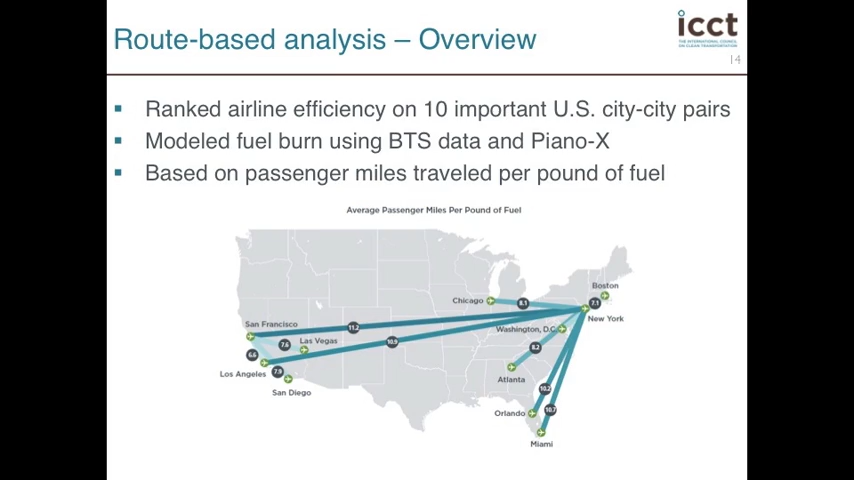 Route-based analysis – Overview
icct
THE INTERNATIONAL COUNCIL
ON CLEAN TRANSPORTATION
14
Ranked airline efficiency on 10 important U.S. city-city pairs
Modeled fuel burn using BTS data and Piano-X
Based on passenger miles traveled per pound of fuel
Average Passenger Miles Per Pound of Fuel
Boston
Chicago
8.1
7.1
New York
San Francisco
11.2
Washington, D.C.
Las Vegas
7.6
10.9
8.2
6.6
Los Angeles
7.9
Atlanta
San Diego
10.2
Orlando
10.7
Miami